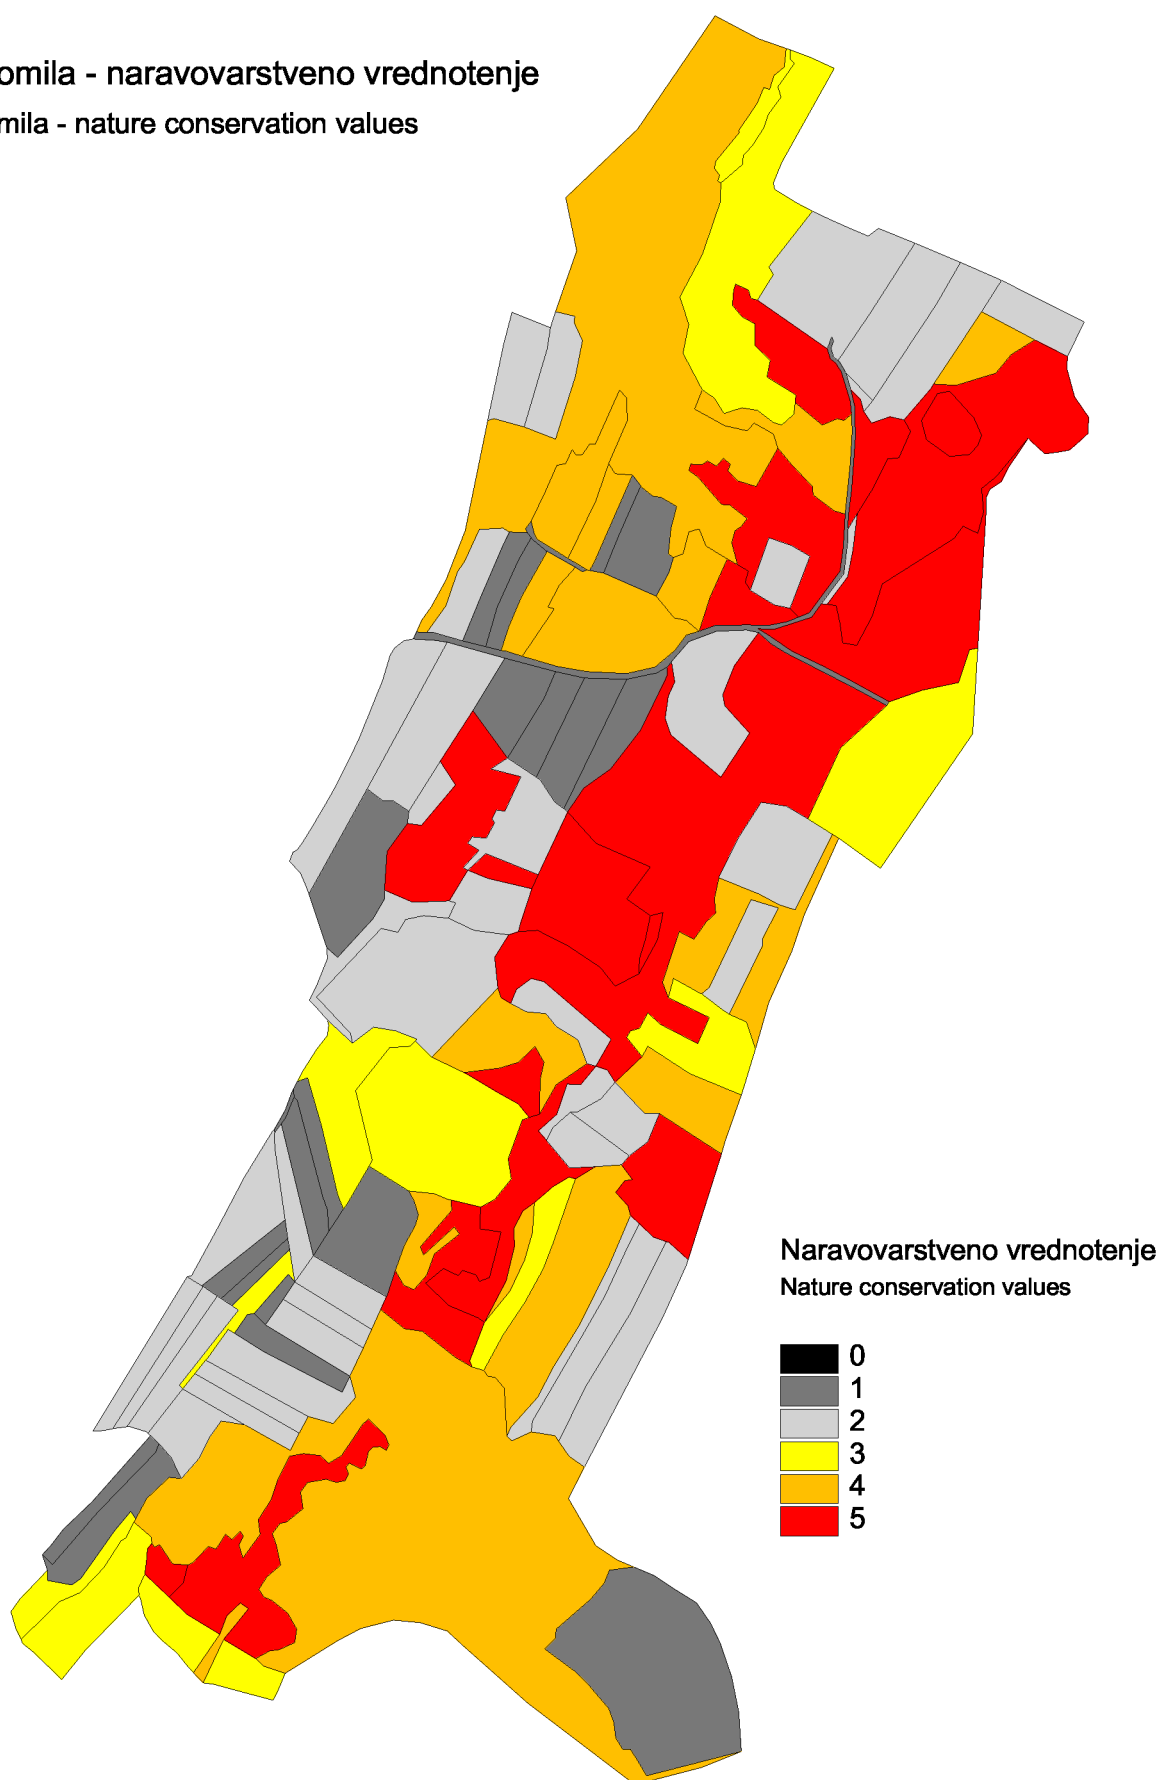 omila - naravovarstveno vrednotenje
mila - nature conservation values
Naravovarstveno vrednotenje
Nature conservation values
0
1
2
3
4
5